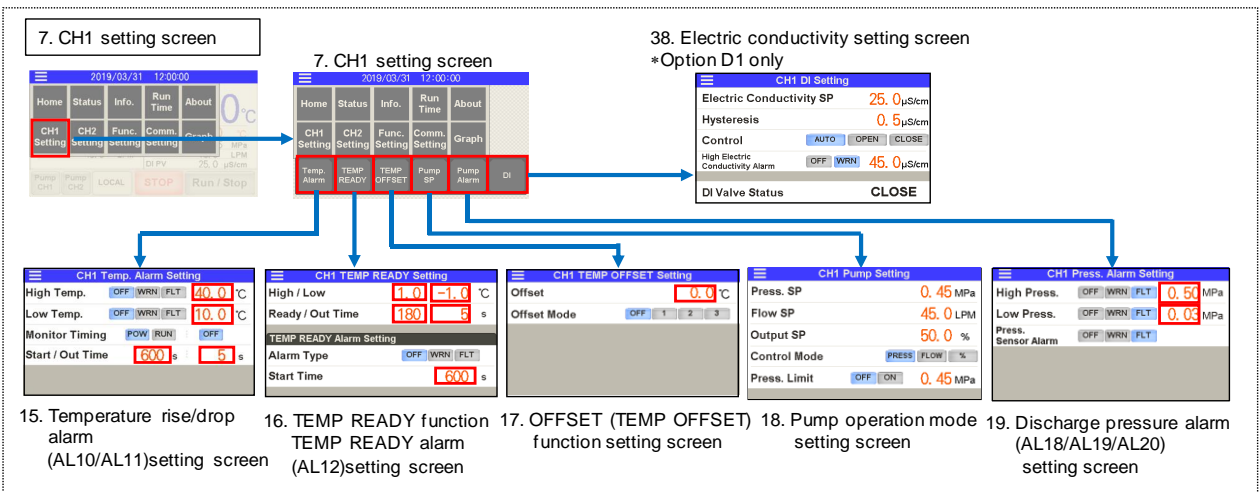 7. CH1 setting screen
2019/03/31 12:00:00
Home Status Info. Run Time About
0 ℃
CH1 Setting CH2 Setting Func. Setting Comm. Setting Graph
MPa
LPM
DI PV 25.0 µS/cm
Pump CH1 Pump CH2 LOCAL STOP Run / Stop
7. CH1 setting screen
2019/03/31 12:00:00
Home Status Info. Run Time About
CH1 Setting CH2 Setting Func. Setting Comm. Setting Graph
Temp. Alarm TEMP READY TEMP OFFSET Pump SP Pump Alarm DI
38. Electric conductivity setting screen
*Option D1 only
CH1 DI Setting
Electric Conductivity SP 25. 0 µS/cm
Hysteresis 0. 5 µS/cm
Control AUTO OPEN CLOSE
High Electric
Conductivity Alarm OFF WRN 45. 0 µS/cm
DI Valve Status CLOSE
CH1 Temp. Alarm Setting
High Temp. OFF WRN FLT 40. 0 ℃
Low Temp. OFF WRN FLT 10. 0 ℃
Monitor Timing POW RUN : OFF
Start / Out Time 600 s : 5 s
15. Temperature rise/drop
alarm
(AL10/AL11)setting screen
CH1 TEMP READY Setting
High / Low 1. 0 -1. 0 ℃
Ready / Out Time 180 5 s
TEMP READY Alarm Setting
Alarm Type OFF WRN FLT
Start Time 600 s
16. TEMP READY function
TEMP READY alarm
(AL12)setting screen
CH1 TEMP OFFSET Setting
Offset 0. 0 ℃
Offset Mode OFF 1 2 3
17. OFFSET (TEMP OFFSET)
function setting screen
CH1 Pump Setting
Press. SP 0. 45 MPa
Flow SP 45. 0 LPM
Output SP 50. 0 %
Control Mode PRESS FLOW %
Press. Limit OFF ON 0. 45 MPa
18. Pump operation mode
setting screen
CH1 Press. Alarm Setting
High Press. OFF WRN FLT 0. 50 MPa
Low Press. OFF WRN FLT 0. 03 MPa
Press.
Sensor Alarm OFF WRN FLT
19. Discharge pressure alarm
(AL18/AL19/AL20)
setting screen